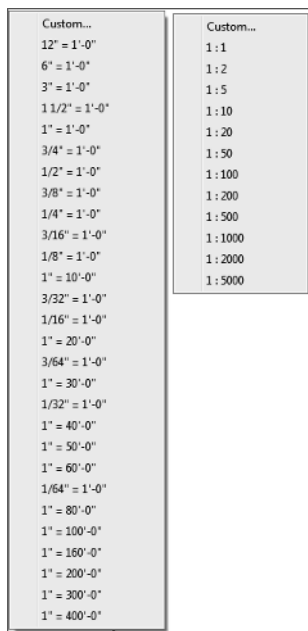 Custom...
12" = 1'-0"
6" = 1'-0"
3" = 1'-0"
1 1/2" = 1'-0"
1" = 1'-0"
3/4" = 1'-0"
1/2" = 1'-0"
3/8" = 1'-0"
1/4" = 1'-0"
3/16" = 1'-0"
1/8" = 1'-0"
1" = 10'-0"
3/32" = 1'-0"
1/16" = 1'-0"
1" = 20'-0"
3/64" = 1'-0"
1" = 30'-0"
1/32" = 1'-0"
1" = 40'-0"
1" = 50'-0"
1" = 60'-0"
1/64" = 1'-0"
1" = 80'-0"
1" = 100'-0"
1" = 160'-0"
1" = 200'-0"
1" = 300'-0"
1" = 400'-0"
Custom...
1 : 1
1 : 2
1 : 5
1 : 10
1 : 20
1 : 50
1 : 100
1 : 200
1 : 500
1 : 1000
1 : 2000
1 : 5000